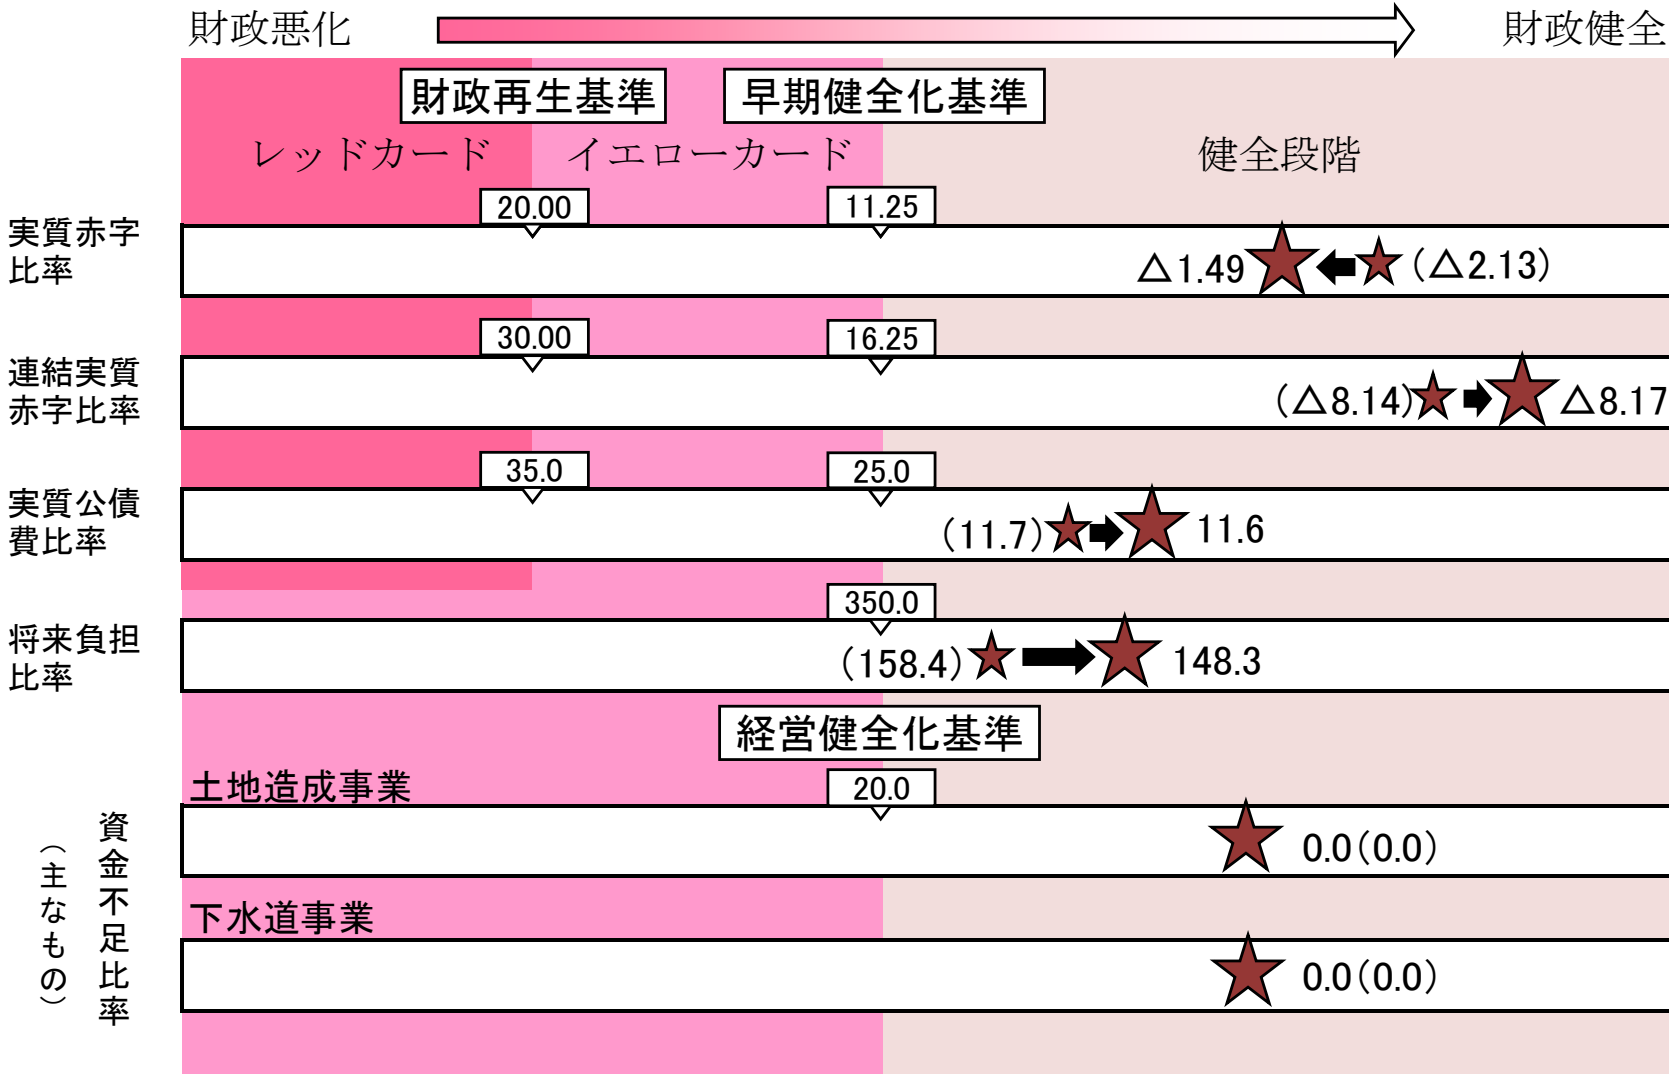 財政悪化
財政健全
財政再生基準
早期健全化基準
レッドカード
イエローカード
健全段階
20.00
11.25
実質赤字
比率
△1.49
(△2.13)
30.00
16.25
連結実質
赤字比率
(△8.14)
△8.17
35.0
25.0
実質公債
費比率
(11.7)
11.6
350.0
将来負担
比率
(158.4)
148.3
経営健全化基準
土地造成事業
20.0
0.0(0.0)
資金不足比率
（主なもの）
下水道事業
0.0(0.0)